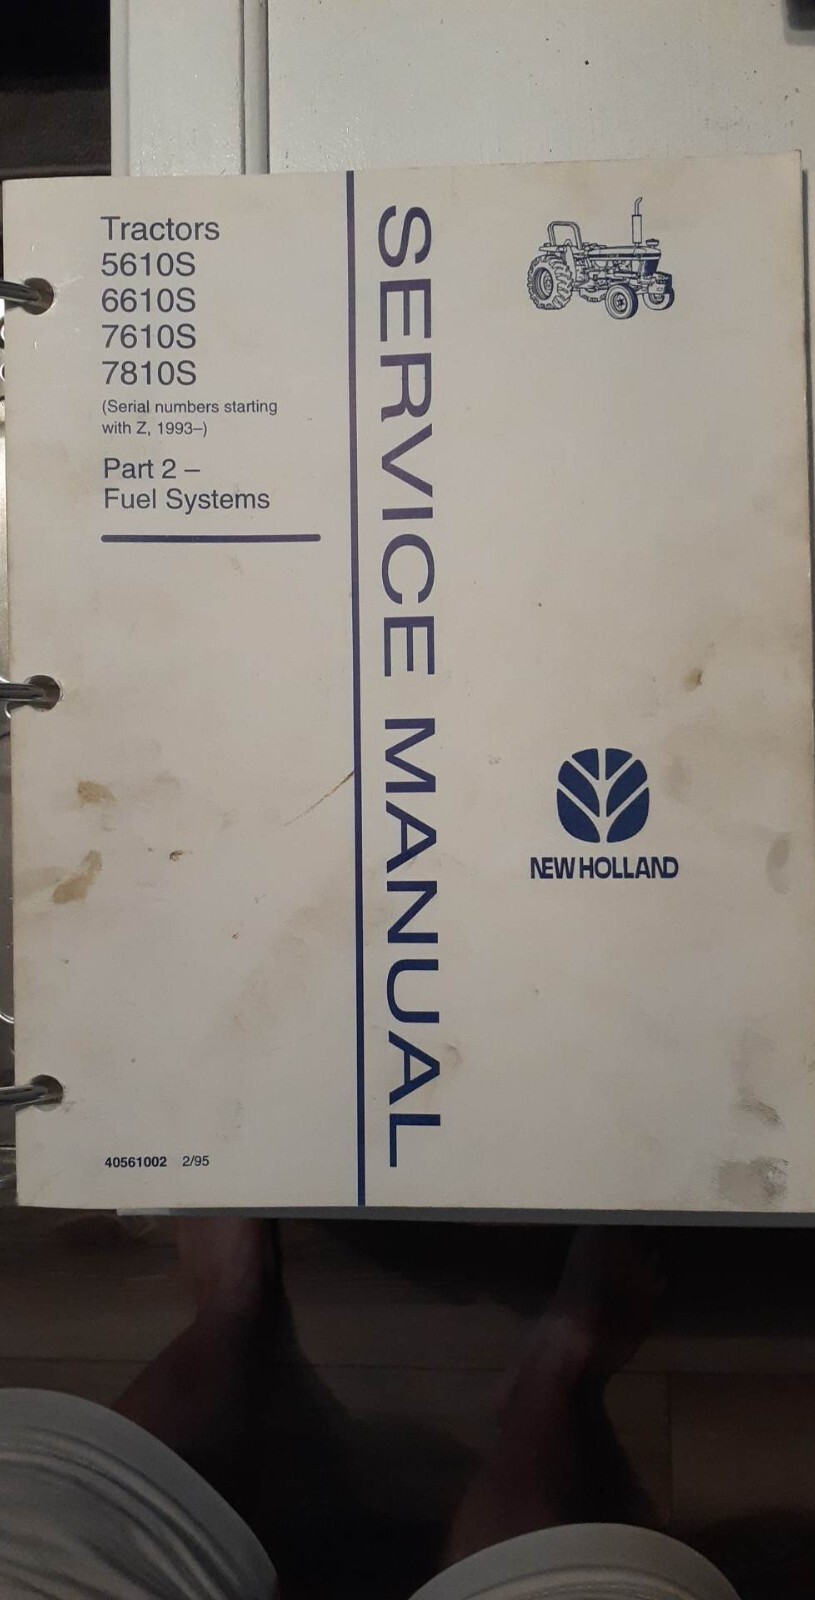 Tractors
5610S
6610S
7610S
7810S
(Serial numbers starting
with Z, 1993–)
Part 2 –
Fuel Systems
SERVICE MANUAL
NEW HOLLAND
40561002 2/95